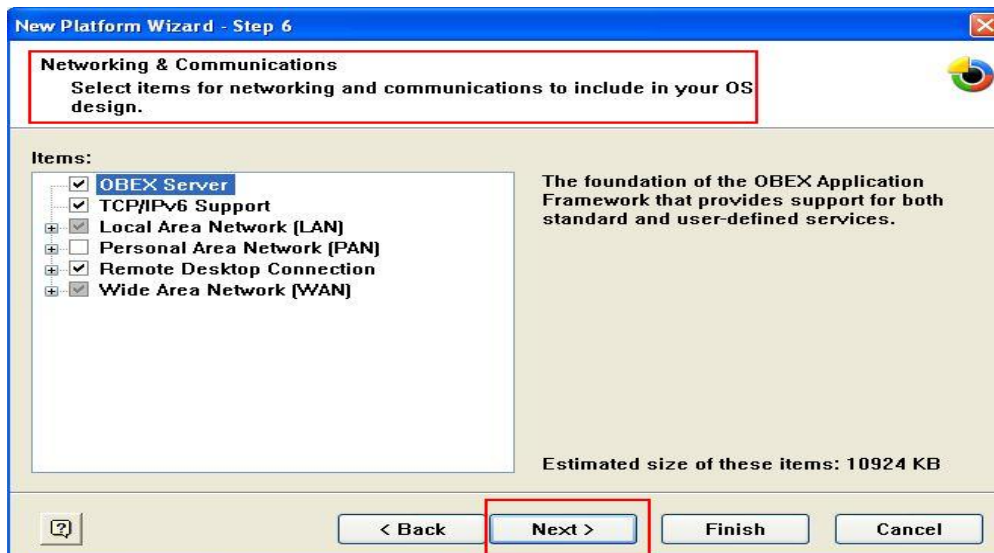 New Platform Wizard - Step 6
Networking & Communications
Select items for networking and communications to include in your OS
design.
Items:
OBEX Server
TCP/IPv6 Support
Local Area Network (LAN)
Personal Area Network (PAN)
Remote Desktop Connection
Wide Area Network (WAN)
The foundation of the OBEX Application
Framework that provides support for both
standard and user-defined services.
Estimated size of these items: 10924 KB
< Back
Next >
Finish
Cancel